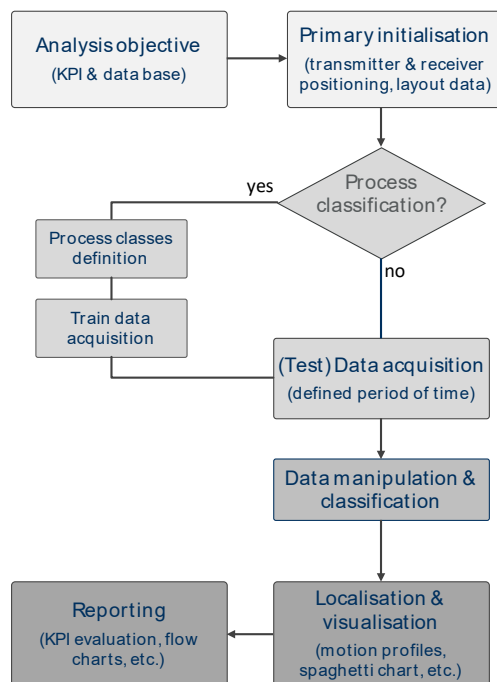 Analysis objective
(KPI & data base)
Primary initialisation
(transmitter & receiver
positioning, layout data)
Process
classification?
yes
no
Process classes
definition
Train data
acquisition
(Test) Data acquisition
(defined period of time)
Data manipulation &
classification
Localisation &
visualisation
(motion profiles,
spaghetti chart, etc.)
Reporting
(KPI evaluation, flow
charts, etc.)